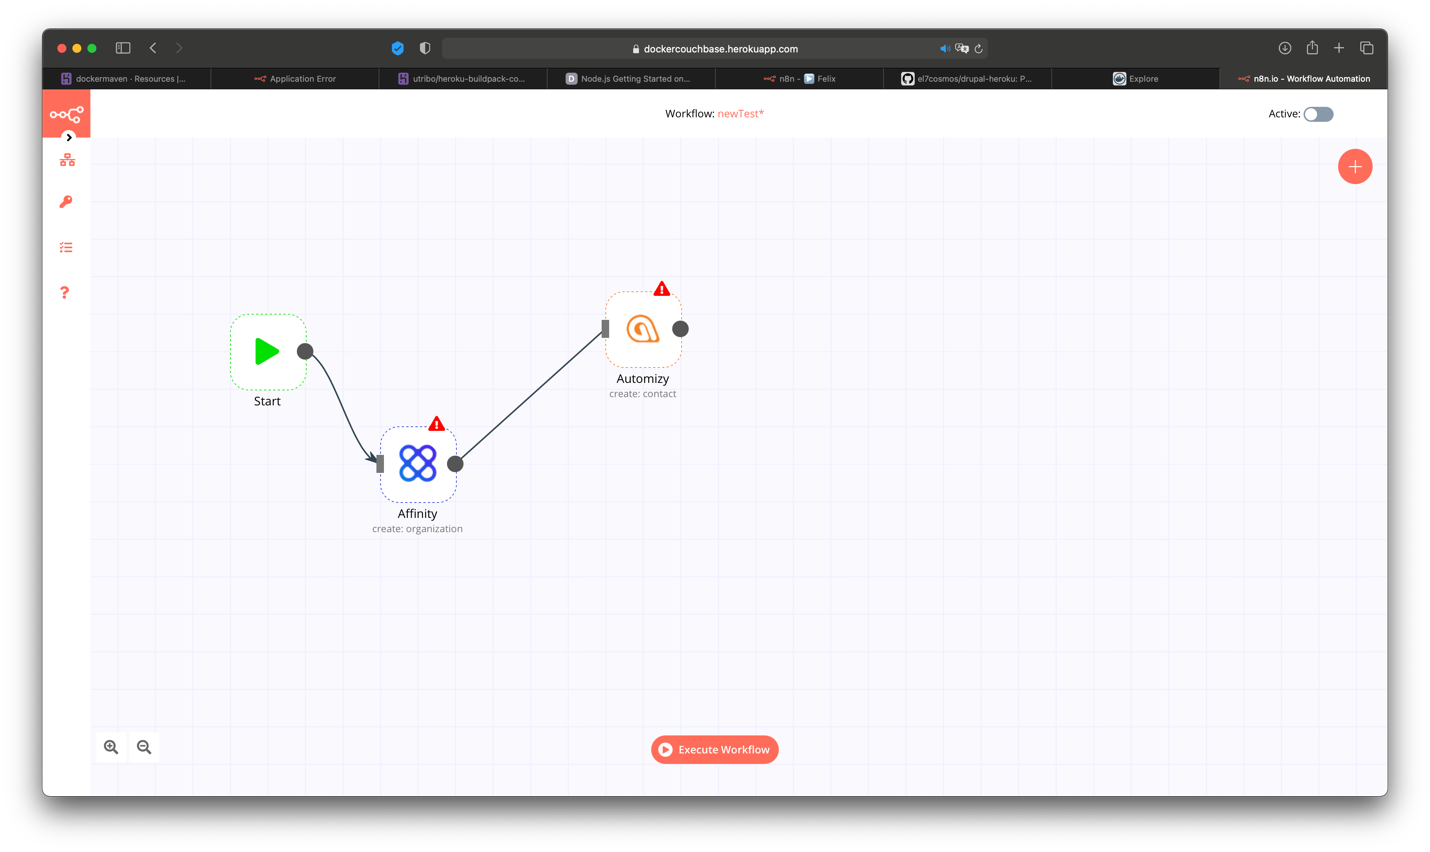 dockercouchbase.herokuapp.com
dockermaven · Resources |...
Application Error
utribo/heroku-buildpack-co...
D Node.js Getting Started on...
n8n - ▶ Felix
el7cosmos/drupal-heroku: P...
Explore
n8n.io - Workflow Automation
Workflow: newTest*
Active:
Start
Automizy
create: contact
Affinity
create: organization
Execute Workflow